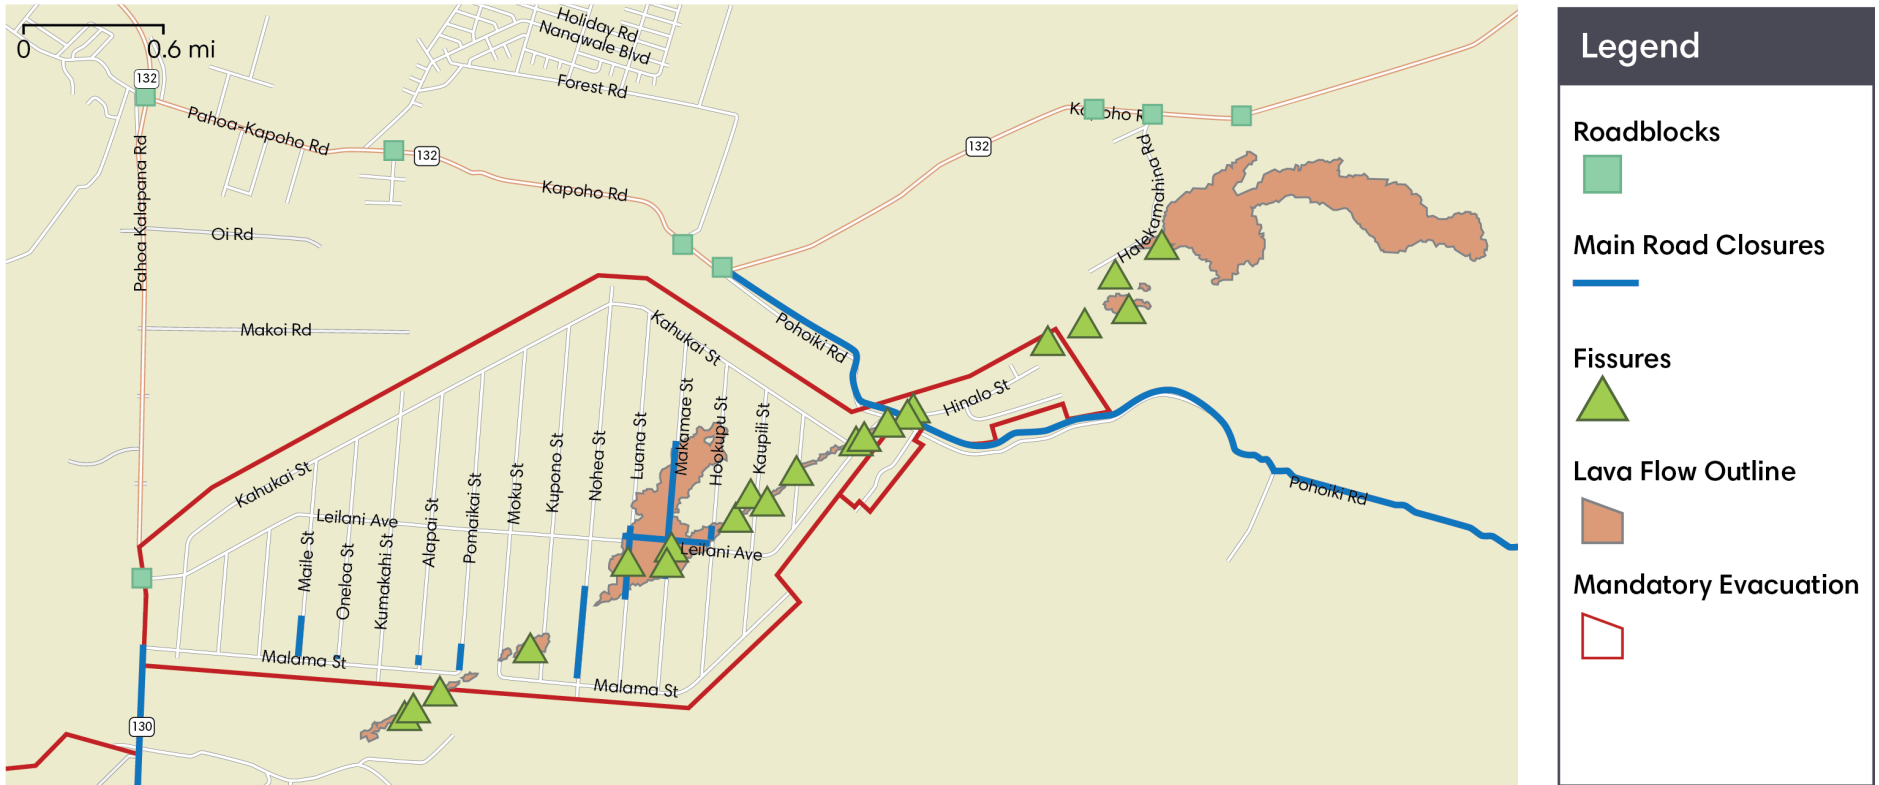 0 0.6 mi
132
Holiday Rd
Nanawale Blvd
Forest Rd
Pahoa-Kapoho Rd
132
Kapoho Rd
132
Kapoho R
Halekamahina Rd
Pahoa Kalapana Rd
Oi Rd
Makoi Rd
Kahukai St
Pohoiki Rd
Hinalo St
Kahukai St
Leilani Ave
Maile St
Oneloa St
Kumakahi St
Alapai St
Pomaikai St
Moku St
Kupono St
Nohea St
Luana St
Makamae St
Hookupu St
Kaupili St
Leilani Ave
Pohoiki Rd
Malama St
Malama St
130
Legend
Roadblocks
Main Road Closures
Fissures
Lava Flow Outline
Mandatory Evacuation